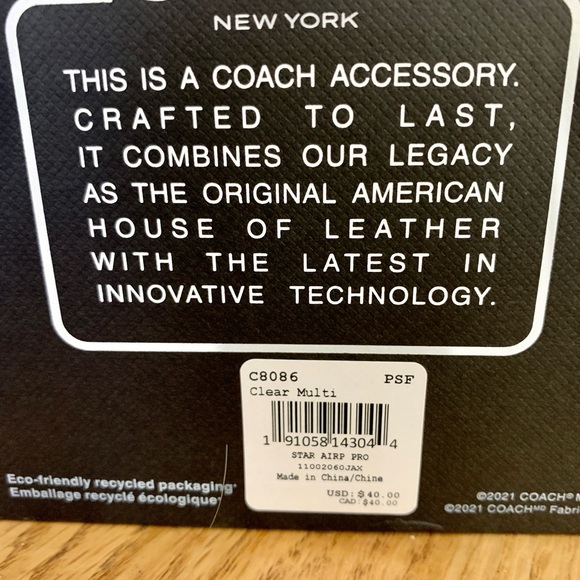 NEW YORK
THIS IS A COACH ACCESSORY.
CRAFTED TO LAST,
IT COMBINES OUR LEGACY
AS THE ORIGINAL AMERICAN
HOUSE OF LEATHER
WITH THE LATEST IN
INNOVATIVE TECHNOLOGY.
C8086 PSF
Clear Multi
1 91058 14304 4
STAR AIRP PRO
11002060JAX
Made in China/Chine
USD: $40.00
CAD: $40.00
Eco-friendly recycled packaging
Emballage recyclé écologique
©2021 COACH
©2021 COACHMD Fabri